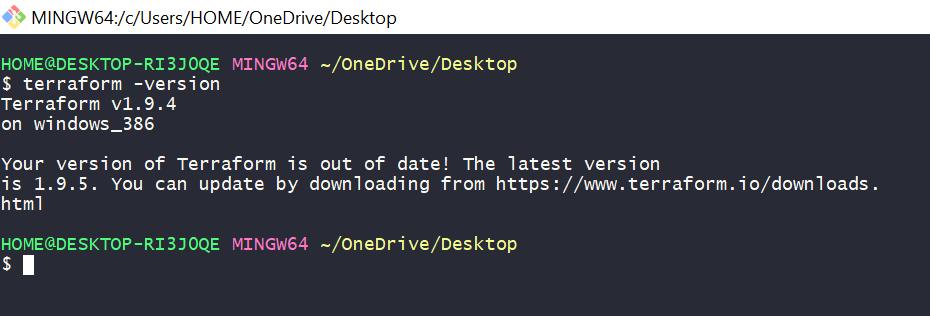 MINGW64:/c/Users/HOME/OneDrive/Desktop
HOME@DESKTOP-RI3J0QE MINGW64 ~/OneDrive/Desktop
$ terraform -version
Terraform v1.9.4
on windows_386
Your version of Terraform is out of date! The latest version
is 1.9.5. You can update by downloading from https://www.terraform.io/downloads.
html
HOME@DESKTOP-RI3J0QE MINGW64 ~/OneDrive/Desktop
$